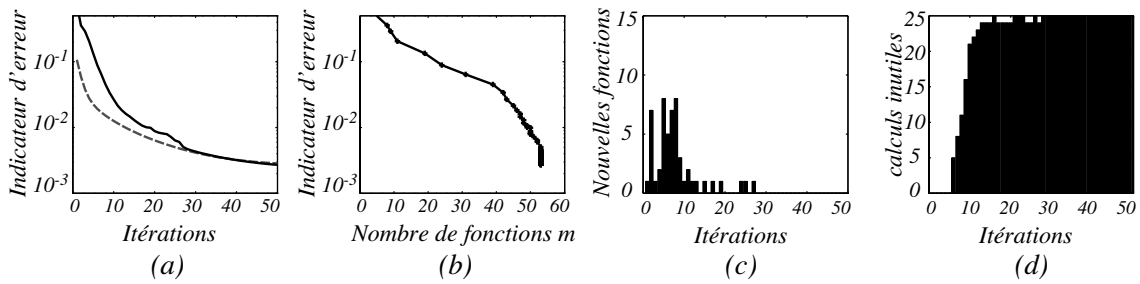 Indicateur d'erreur
10^-1
10^-2
10^-3
0 10 20 30 40 50
Itérations
(a)
Indicateur d'erreur
10^-1
10^-2
10^-3
0 10 20 30 40 50 60
Nombre de fonctions m
(b)
Nouvelles fonctions
15
10
5
0
0 10 20 30 40 50
Itérations
(c)
calculs inutiles
25
20
15
10
5
0
0 10 20 30 40 50
Itérations
(d)